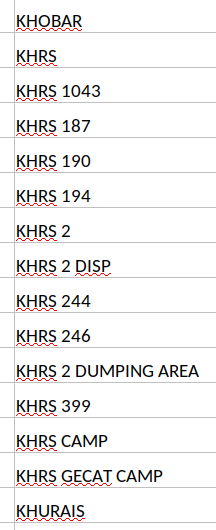 KHOBAR
KHRS
KHRS 1043
KHRS 187
KHRS 190
KHRS 194
KHRS 2
KHRS 2 DISP
KHRS 244
KHRS 246
KHRS 2 DUMPING AREA
KHRS 399
KHRS CAMP
KHRS GECAT CAMP
KHURAIS